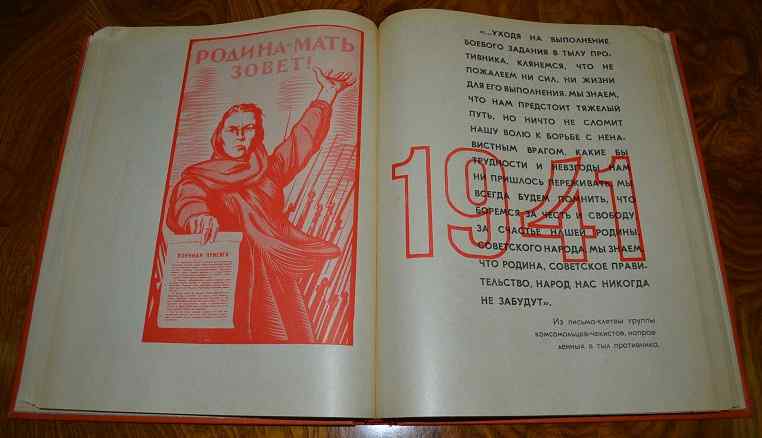 РОДИНА-МАТЬ
ЗОВЕТ!
ВОЕННАЯ ПРИСЯГА
«...УХОДЯ НА ВЫПОЛНЕНИЕ
БОЕВОГО ЗАДАНИЯ В ТЫЛУ ПРО-
ТИВНИКА, КЛЯНЕМСЯ, ЧТО НЕ
ПОЖАЛЕЕМ НИ СИЛ, НИ ЖИЗНИ
ДЛЯ ЕГО ВЫПОЛНЕНИЯ. МЫ ЗНАЕМ,
ЧТО НАМ ПРЕДСТОИТ ТЯЖЕЛЫЙ
ПУТЬ, НО НИЧТО НЕ СЛОМИТ
НАШУ ВОЛЮ К БОРЬБЕ С НЕНА-
ВИСТНЫМ ВРАГОМ, КАКИЕ БЫ
ТРУДНОСТИ И НЕВЗГОДЫ НАМ
НИ ПРИШЛОСЬ ПЕРЕЖИВАТЬ, МЫ
ВСЕГДА БУДЕМ ПОМНИТЬ, ЧТО
БОРЕМСЯ ЗА ЧЕСТЬ И СВОБОДУ
ЗА СЧАСТЬЕ НАШЕЙ РОДИНЫ,
СОВЕТСКОГО НАРОДА. МЫ ЗНАЕМ
ЧТО РОДИНА, СОВЕТСКОЕ ПРАВИ-
ТЕЛЬСТВО, НАРОД НАС НИКОГДА
НЕ ЗАБУДУТ».
1941
Из письма-клятвы группы
комсомольцев-чекистов, направ-
ленных в тыл противника.